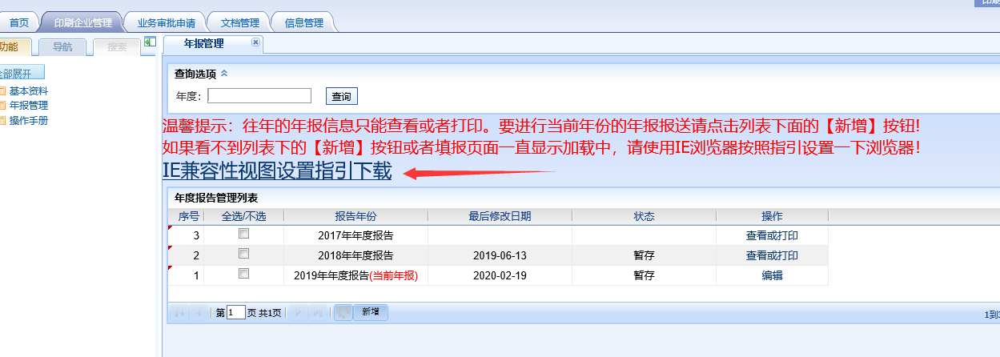 印刷
首页 印刷企业管理 业务审批申请 文档管理 信息管理
功能 导航 搜索
年报管理
全部展开
基本资料
年报管理
操作手册
查询选项
年度： 查询
温馨提示：往年的年报信息只能查看或者打印。要进行当前年份的年报报送请点击列表下面的【新增】按钮!
如果看不到列表下的【新增】按钮或者填报页面一直显示加载中，请使用IE浏览器按照指引设置一下浏览器！
IE兼容性视图设置指引下载
年度报告管理列表
序号 全选/不选 报告年份 最后修改日期 状态 操作
3 2017年年度报告 查看或打印
2 2018年年度报告 2019-06-13 暂存 查看或打印
1 2019年年度报告(当前年报) 2020-02-19 暂存 编辑
第 1 页 共1页 新增
1到3